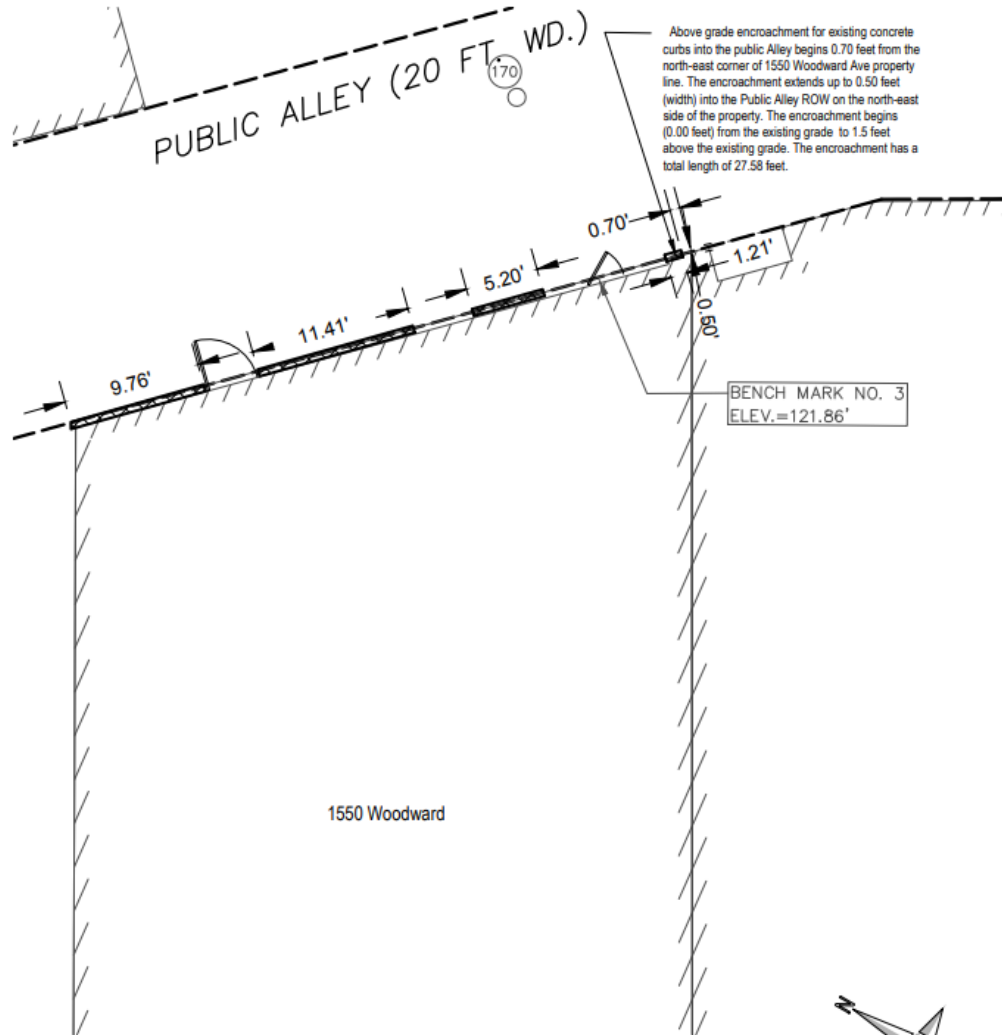 Above grade encroachment for existing concrete
curbs into the public Alley begins 0.70 feet from the
north-east corner of 1550 Woodward Ave property
line. The encroachment extends up to 0.50 feet
(width) into the Public Alley ROW on the north-east
side of the property. The encroachment begins
(0.00 feet) from the existing grade to 1.5 feet
above the existing grade. The encroachment has a
total length of 27.58 feet.
PUBLIC ALLEY (20 FT. WD.)
170
0.70'
1.21'
5.20'
0.50'
11.41'
9.76'
BENCH MARK NO. 3
ELEV.=121.86'
1550 Woodward
N